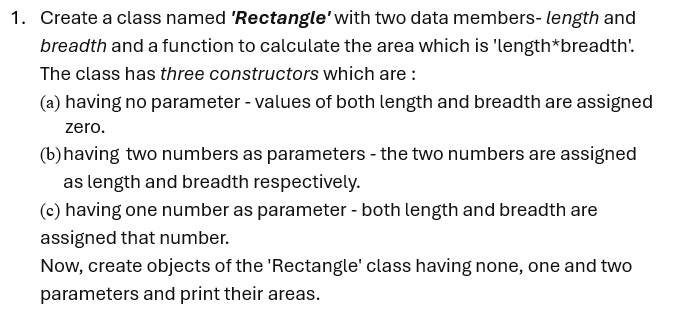 1. Create a class named 'Rectangle' with two data members- length and
breadth and a function to calculate the area which is 'length*breadth'.
The class has three constructors which are :
(a) having no parameter - values of both length and breadth are assigned
zero.
(b)having two numbers as parameters - the two numbers are assigned
as length and breadth respectively.
(c) having one number as parameter - both length and breadth are
assigned that number.
Now, create objects of the 'Rectangle' class having none, one and two
parameters and print their areas.